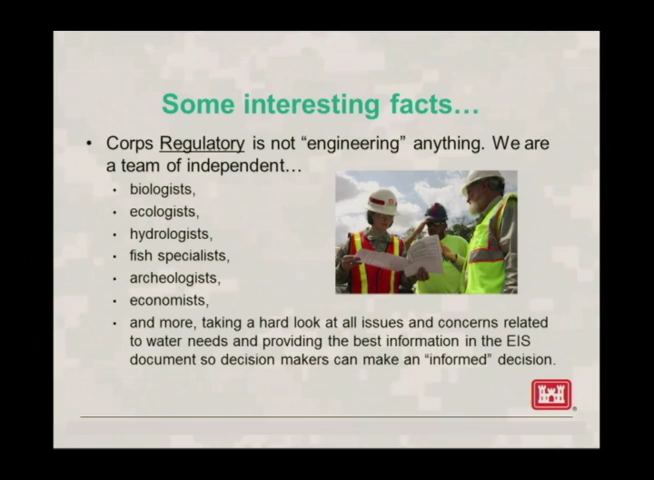 Some interesting facts…
• Corps Regulatory is not “engineering” anything. We are
a team of independent…
• biologists,
• ecologists,
• hydrologists,
• fish specialists,
• archeologists,
• economists,
• and more, taking a hard look at all issues and concerns related
to water needs and providing the best information in the EIS
document so decision makers can make an “informed” decision.
®